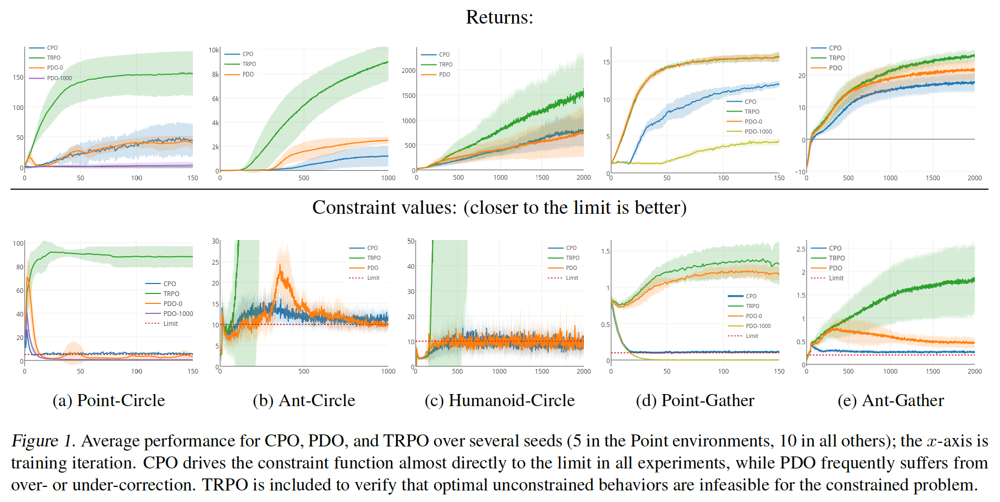 Returns:
CPO
TRPO
PDO-0
PDO-1000
150
100
50
0
0 50 100 150
10k
8k
6k
4k
2k
0
CPO
TRPO
PDO
0 500 1000
2000
1500
1000
500
0
CPO
TRPO
PDO
0 500 1000 1500 2000
15
10
5
0
CPO
TRPO
PDO-0
PDO-1000
0 50 100 150
CPO
TRPO
PDO
20
10
0
−10
0 500 1000 1500 2000
Constraint values: (closer to the limit is better)
100
80
60
40
20
0
CPO
TRPO
PDO-0
PDO-1000
Limit
0 50 100 150
30
25
20
15
10
5
0
CPO
TRPO
PDO
Limit
0 500 1000
50
40
30
20
10
0
CPO
TRPO
PDO
Limit
0 500 1000 1500 2000
1.5
1
0.5
0
CPO
TRPO
PDO-0
PDO-1000
Limit
0 50 100 150
2.5
2
1.5
1
0.5
0
CPO
TRPO
PDO
Limit
0 500 1000 1500 2000
(a) Point-Circle
(b) Ant-Circle
(c) Humanoid-Circle
(d) Point-Gather
(e) Ant-Gather
Figure 1. Average performance for CPO, PDO, and TRPO over several seeds (5 in the Point environments, 10 in all others); the x-axis is
training iteration. CPO drives the constraint function almost directly to the limit in all experiments, while PDO frequently suffers from
over- or under-correction. TRPO is included to verify that optimal unconstrained behaviors are infeasible for the constrained problem.